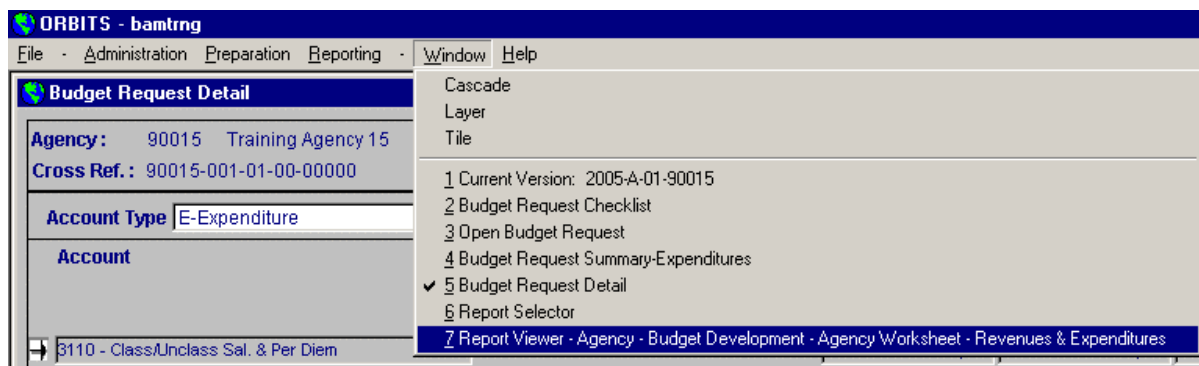 ORBITS - bamtrng
File - Administration Preparation Reporting - Window Help
Budget Request Detail
Agency: 90015 Training Agency 15
Cross Ref.: 90015-001-01-00-00000
Account Type E-Expenditure
Account
3110 - Class/Unclass Sal. & Per Diem
Cascade
Layer
Tile
1 Current Version: 2005-A-01-90015
2 Budget Request Checklist
3 Open Budget Request
4 Budget Request Summary-Expenditures
✔ 5 Budget Request Detail
6 Report Selector
7 Report Viewer - Agency - Budget Development - Agency Worksheet - Revenues & Expenditures